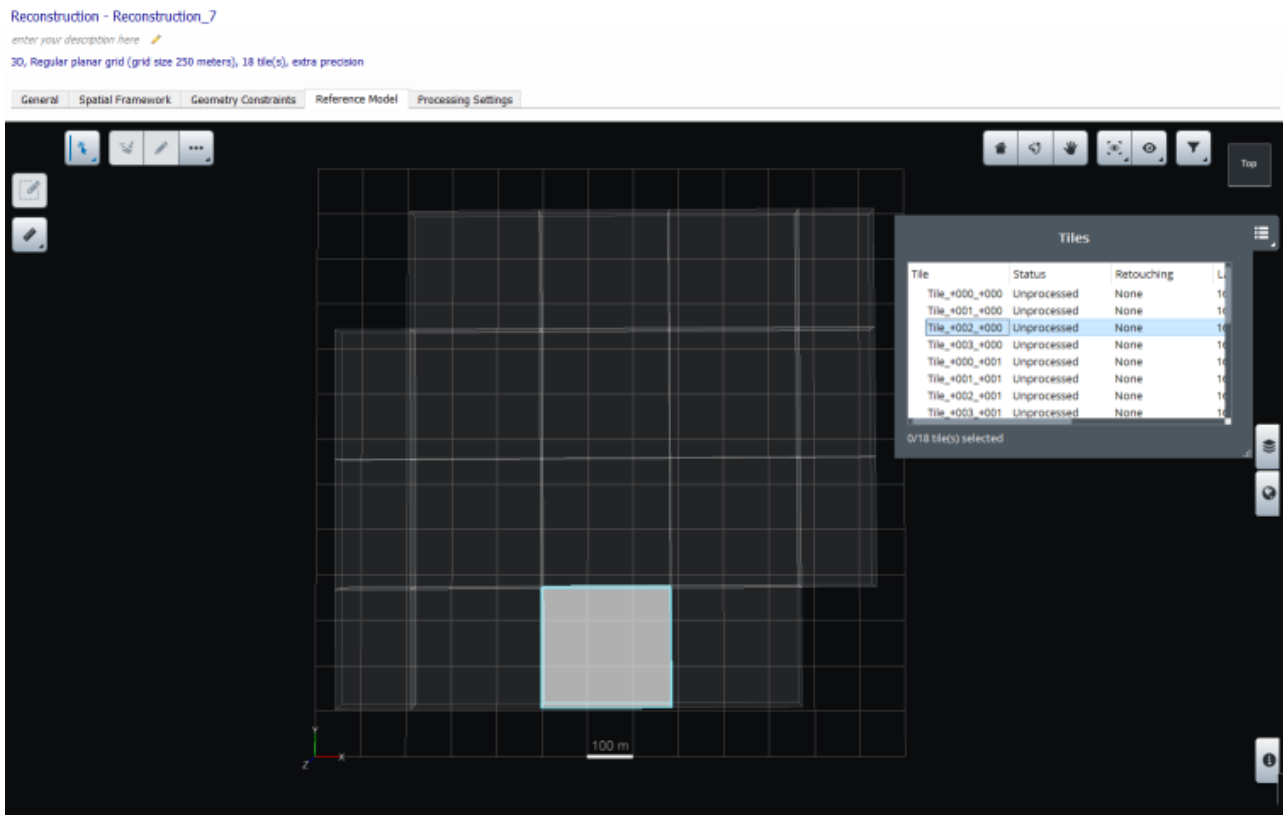 Reconstruction - Reconstruction_7
enter your description here
3D, Regular planar grid (grid size 250 meters), 18 tile(s), extra precision
General Spatial Framework Geometry Constraints Reference Model Processing Settings
Top
Tiles
Tile Status Retouching
Tile_+000_+000 Unprocessed None
Tile_+001_+000 Unprocessed None
Tile_+002_+000 Unprocessed None
Tile_+003_+000 Unprocessed None
Tile_+000_+001 Unprocessed None
Tile_+001_+001 Unprocessed None
Tile_+002_+001 Unprocessed None
Tile_+003_+001 Unprocessed None
0/18 tile(s) selected
100 m
Y
Z X